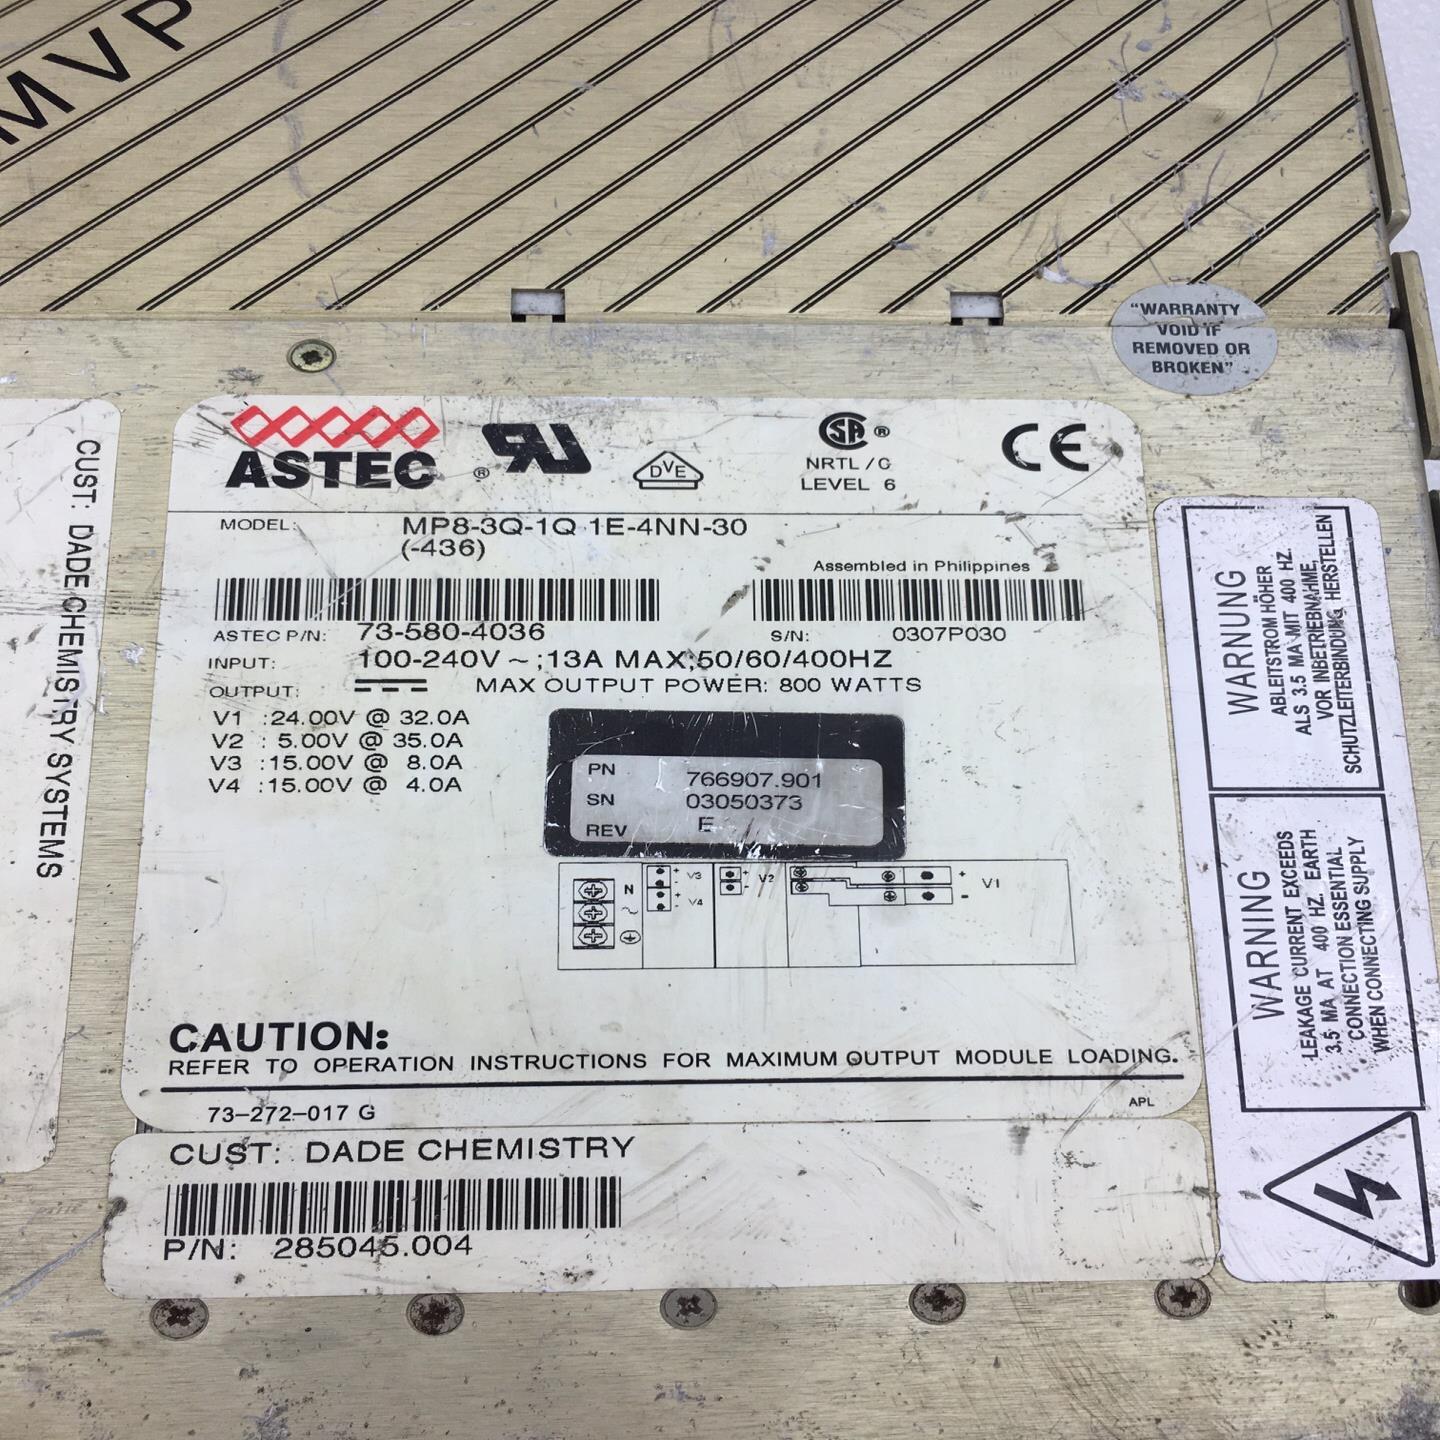 MVP
"WARRANTY
VOID IF
REMOVED OR
BROKEN"
CUST: DADE CHEMISTRY SYSTEMS
ASTEC
®
DVE
SA ®
NRTL/C
LEVEL 6
CE
MODEL: MP8-3Q-1Q 1E-4NN-30
(-436)
Assembled in Philippines
ASTEC P/N: 73-580-4036
S/N: 0307P030
INPUT: 100-240V ~ ;13A MAX;50/60/400HZ
OUTPUT: MAX OUTPUT POWER: 800 WATTS
V1 :24.00V @ 32.0A
V2 : 5.00V @ 35.0A
V3 :15.00V @ 8.0A
V4 :15.00V @ 4.0A
PN 766907.901
SN 03050373
REV E
N
~
+ V3
-
+
- V4
+ V2
-
+ V1
-
CAUTION:
REFER TO OPERATION INSTRUCTIONS FOR MAXIMUM OUTPUT MODULE LOADING.
73-272-017 G
APL
CUST: DADE CHEMISTRY
P/N: 285045.004
WARNUNG
ABLEITSTROM HÖHER
ALS 3.5 MA MIT 400 HZ.
VOR INBETRIEBNAHME,
SCHUTZLEITERBINDUNG HERSTELLEN
WARNING
LEAKAGE CURRENT EXCEEDS
3.5 MA AT 400 HZ. EARTH
CONNECTION ESSENTIAL
WHEN CONNECTING SUPPLY